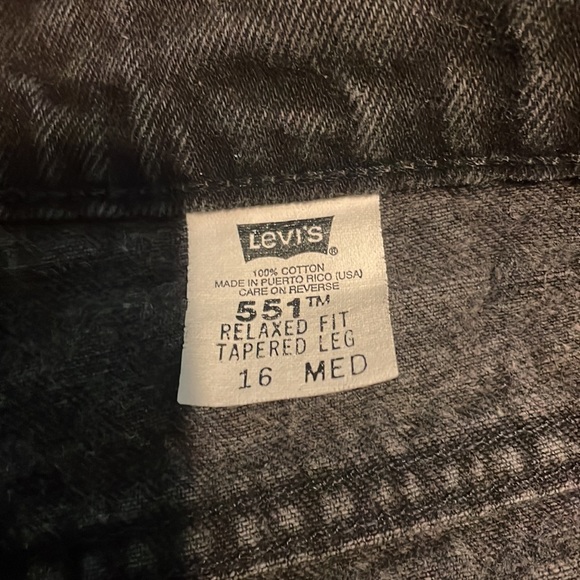 Levi's ®
100% COTTON
MADE IN PUERTO RICO (USA)
CARE ON REVERSE
551™
RELAXED FIT
TAPERED LEG
16 MED